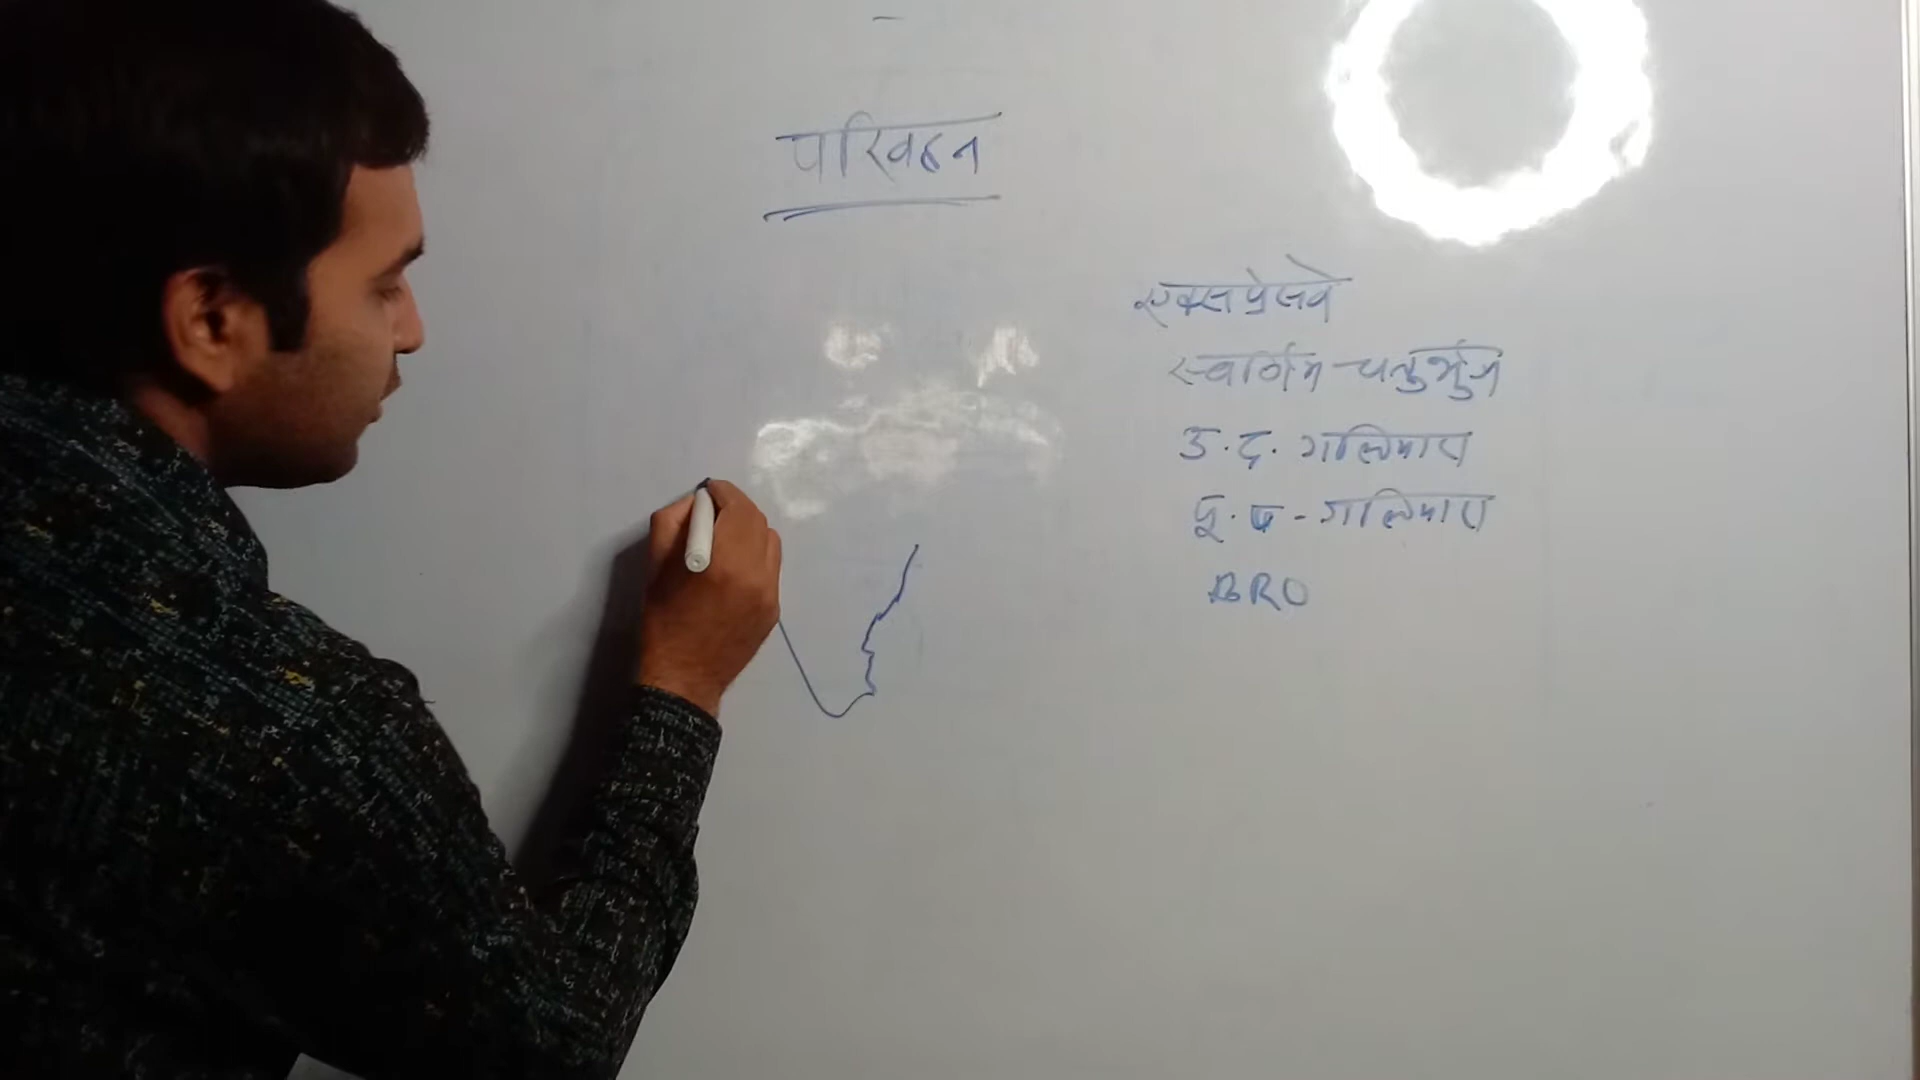 परिवहन
एक्सप्रेसवे
स्वर्णिम-चतुर्भुज
उ.द. गलियारा
पू.प-गलियारा
BRO